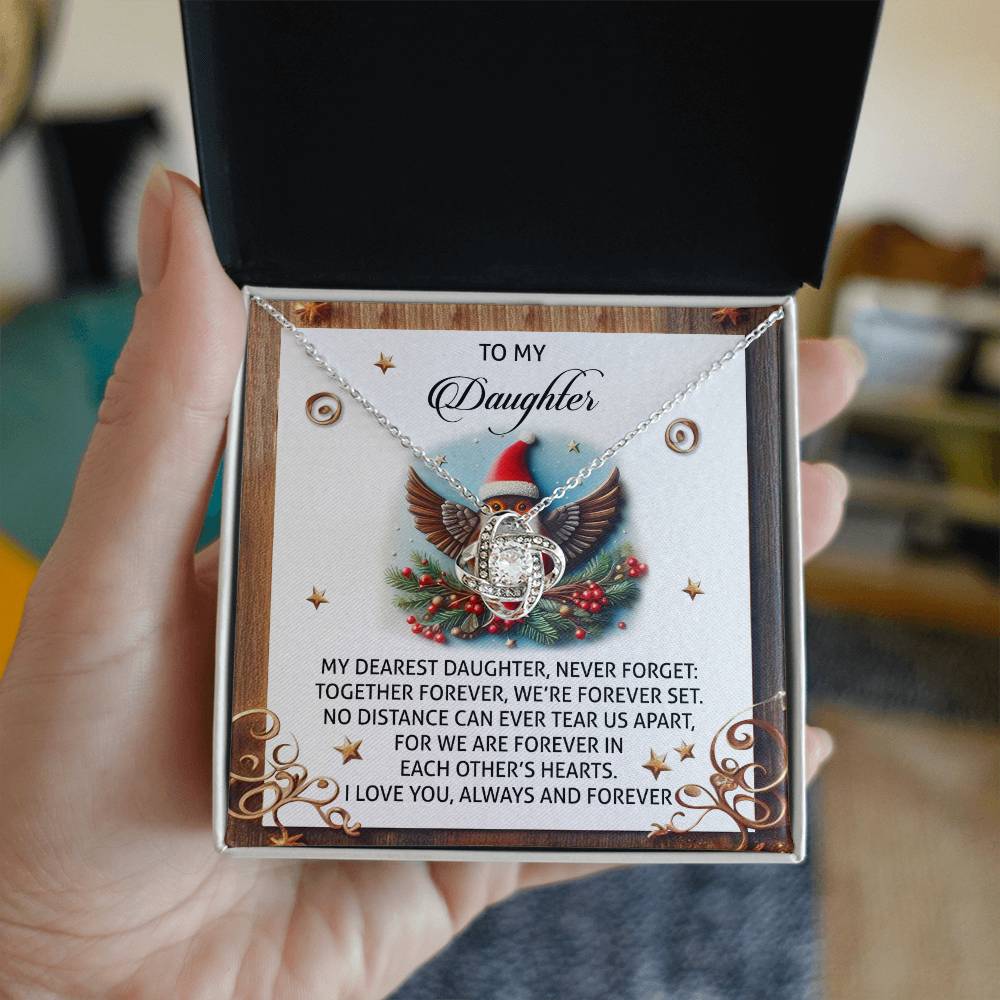 TO MY
Daughter
MY DEAREST DAUGHTER, NEVER FORGET:
TOGETHER FOREVER, WE'RE FOREVER SET.
NO DISTANCE CAN EVER TEAR US APART,
FOR WE ARE FOREVER IN
EACH OTHER'S HEARTS.
I LOVE YOU, ALWAYS AND FOREVER